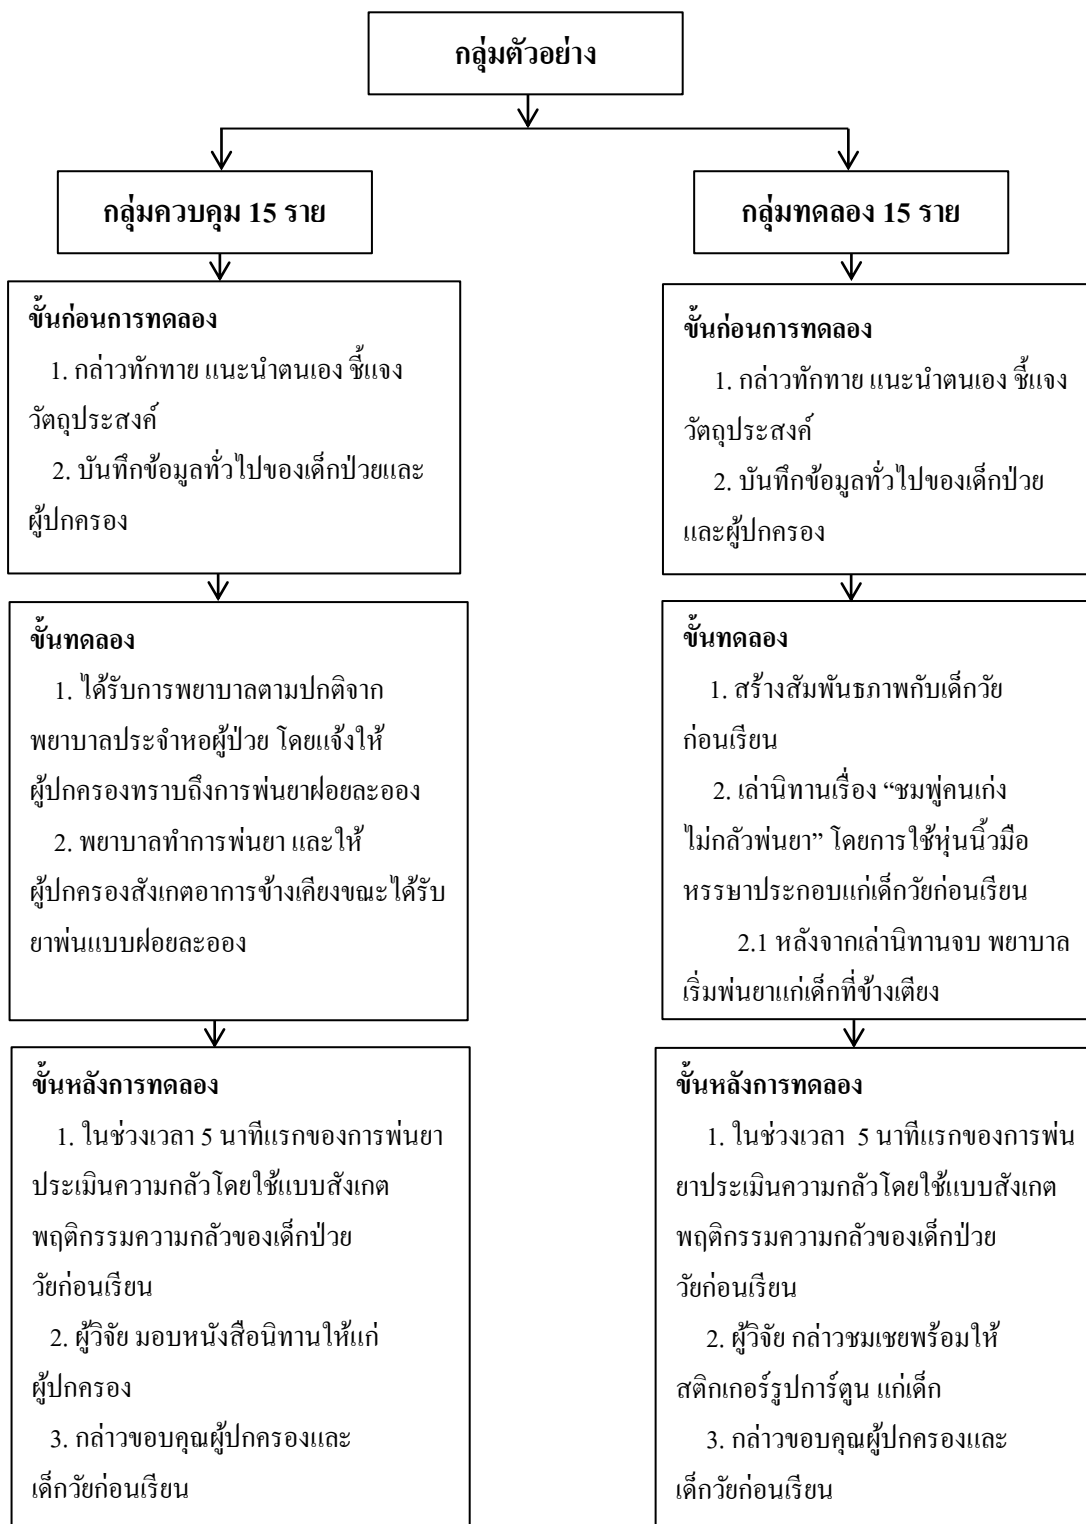 กลุ่มตัวอย่าง
กลุ่มควบคุม 15 ราย
ขั้นก่อนการทดลอง
1. กล่าวทักทาย แนะนำตนเอง ชี้แจง
วัตถุประสงค์
2. บันทึกข้อมูลทั่วไปของเด็กป่วยและ
ผู้ปกครอง
ขั้นทดลอง
1. ได้รับการพยาบาลตามปกติจาก
พยาบาลประจำหอผู้ป่วย โดยแจ้งให้
ผู้ปกครองทราบถึงการพ่นยาฝอยละออง
2. พยาบาลทำการพ่นยา และให้
ผู้ปกครองสังเกตอาการข้างเคียงขณะได้รับ
ยาพ่นแบบฝอยละออง
ขั้นหลังการทดลอง
1. ในช่วงเวลา 5 นาทีแรกของการพ่นยา
ประเมินความกลัวโดยใช้แบบสังเกต
พฤติกรรมความกลัวของเด็กป่วย
วัยก่อนเรียน
2. ผู้วิจัย มอบหนังสือนิทานให้แก่
ผู้ปกครอง
3. กล่าวขอบคุณผู้ปกครองและ
เด็กวัยก่อนเรียน
กลุ่มทดลอง 15 ราย
ขั้นก่อนการทดลอง
1. กล่าวทักทาย แนะนำตนเอง ชี้แจง
วัตถุประสงค์
2. บันทึกข้อมูลทั่วไปของเด็กป่วย
และผู้ปกครอง
ขั้นทดลอง
1. สร้างสัมพันธภาพกับเด็กวัย
ก่อนเรียน
2. เล่านิทานเรื่อง “ชมพู่คนเก่ง
ไม่กลัวพ่นยา” โดยการใช้หุ่นนิ้วมือ
หรรษาประกอบแก่เด็กวัยก่อนเรียน
2.1 หลังจากเล่านิทานจบ พยาบาล
เริ่มพ่นยาแก่เด็กที่ข้างเตียง
ขั้นหลังการทดลอง
1. ในช่วงเวลา 5 นาทีแรกของการพ่น
ยาประเมินความกลัวโดยใช้แบบสังเกต
พฤติกรรมความกลัวของเด็กป่วย
วัยก่อนเรียน
2. ผู้วิจัย กล่าวชมเชยพร้อมให้
สติกเกอร์รูปการ์ตูน แก่เด็ก
3. กล่าวขอบคุณผู้ปกครองและ
เด็กวัยก่อนเรียน